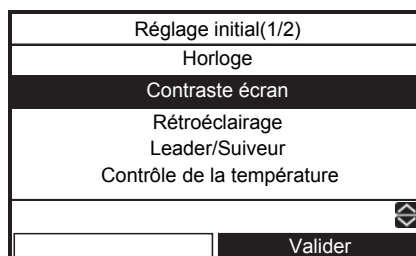 Réglage initial(1/2)
Horloge
Contraste écran
Rétroéclairage
Leader/Suiveur
Contrôle de la température
Valider